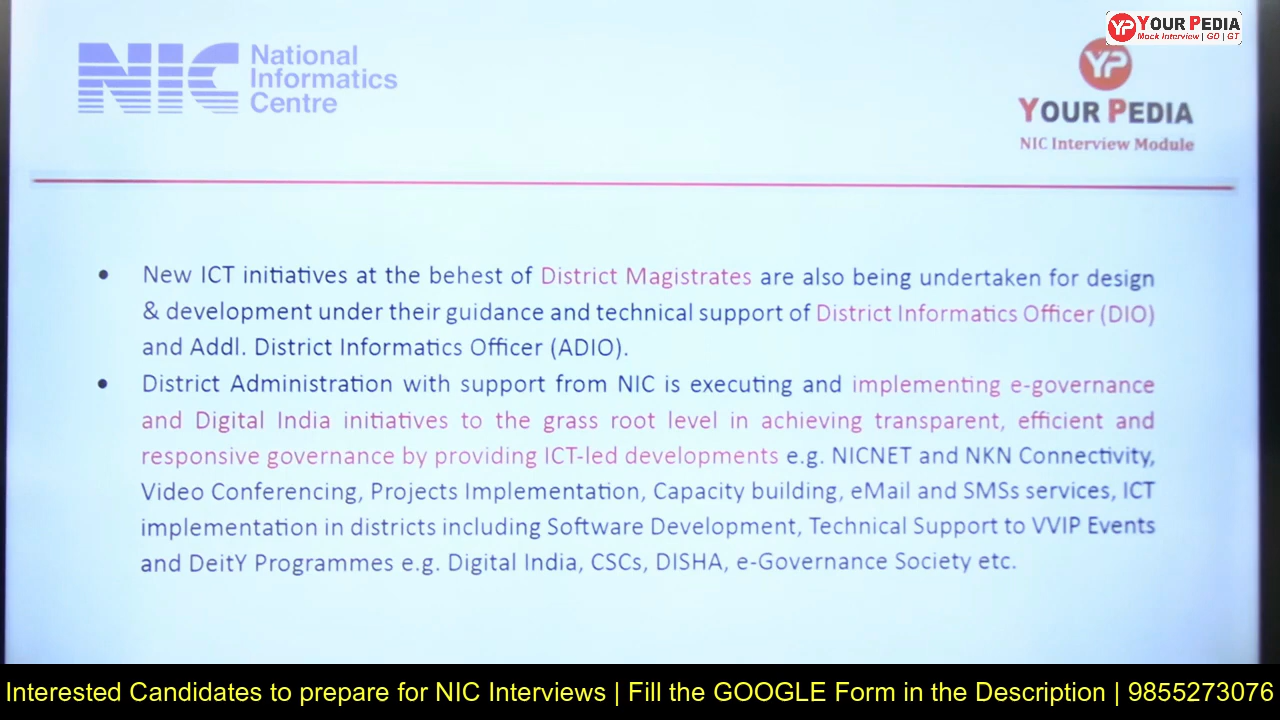 YP YOUR PEDIA
Mock Interview | GD | GT
NIC National
Informatics
Centre
YP
YOUR PEDIA
NIC Interview Module
• New ICT initiatives at the behest of District Magistrates are also being undertaken for design
& development under their guidance and technical support of District Informatics Officer (DIO)
and Addl. District Informatics Officer (ADIO).
• District Administration with support from NIC is executing and implementing e-governance
and Digital India initiatives to the grass root level in achieving transparent, efficient and
responsive governance by providing ICT-led developments e.g. NICNET and NKN Connectivity,
Video Conferencing, Projects Implementation, Capacity building, eMail and SMSs services, ICT
implementation in districts including Software Development, Technical Support to VVIP Events
and DeitY Programmes e.g. Digital India, CSCs, DISHA, e-Governance Society etc.
Interested Candidates to prepare for NIC Interviews | Fill the GOOGLE Form in the Description | 9855273076